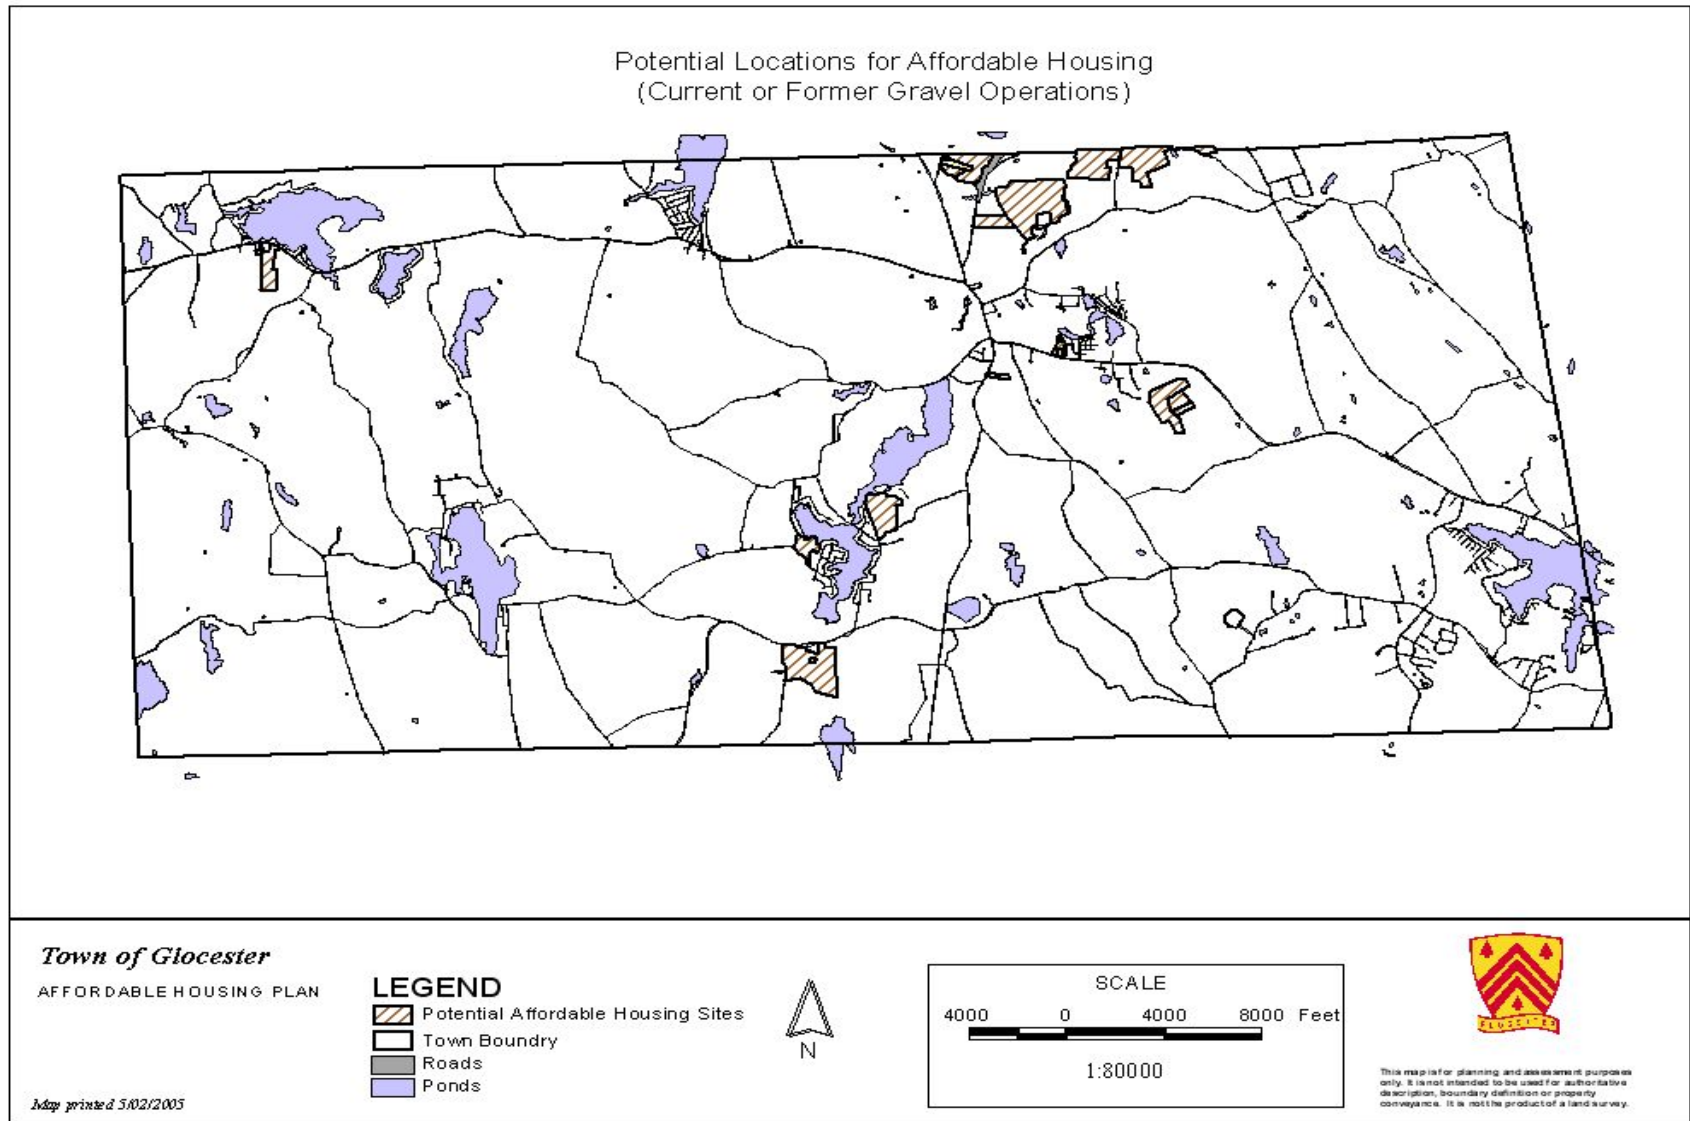 Potential Locations for Affordable Housing
(Current or Former Gravel Operations)
Town of Glocester
AFFORDABLE HOUSING PLAN
Map printed 5/02/2005
LEGEND
Potential Affordable Housing Sites
Town Boundry
Roads
Ponds
N
SCALE
4000 0 4000 8000 Feet
1:80000
GLOCESTER
This map is for planning and assessment purposes
only. It is not intended to be used for authoritative
description, boundary definition or property
conveyance. It is not the product of a land survey.